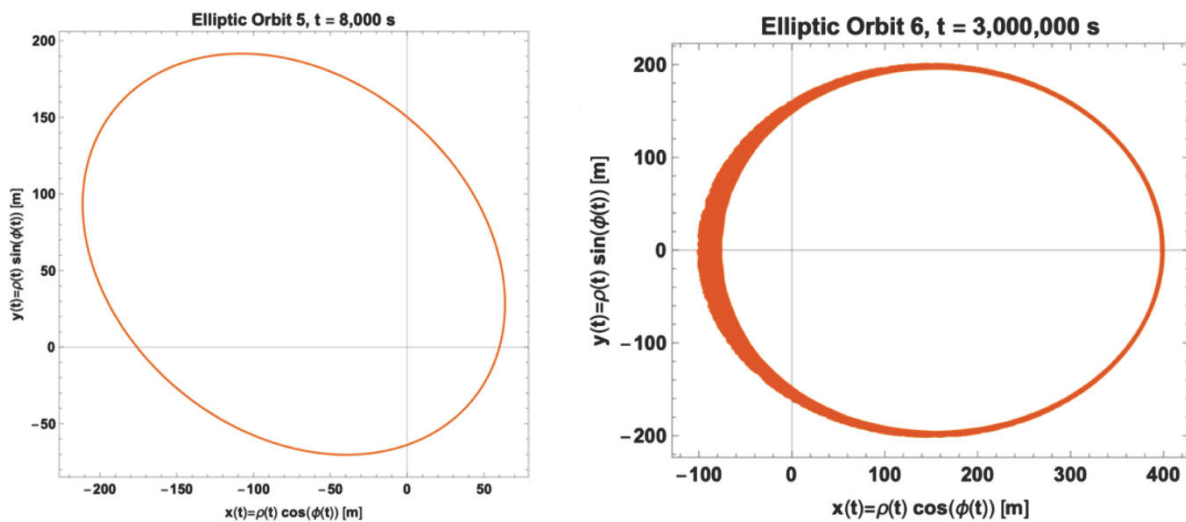 Elliptic Orbit 5, t = 8,000 s
200
150
100
50
0
−50
−200 −150 −100 −50 0 50
y(t)=ρ(t) sin(ϕ(t)) [m]
x(t)=ρ(t) cos(ϕ(t)) [m]
Elliptic Orbit 6, t = 3,000,000 s
200
100
0
−100
−200
−100 0 100 200 300 400
y(t)=ρ(t) sin(ϕ(t)) [m]
x(t)=ρ(t) cos(ϕ(t)) [m]